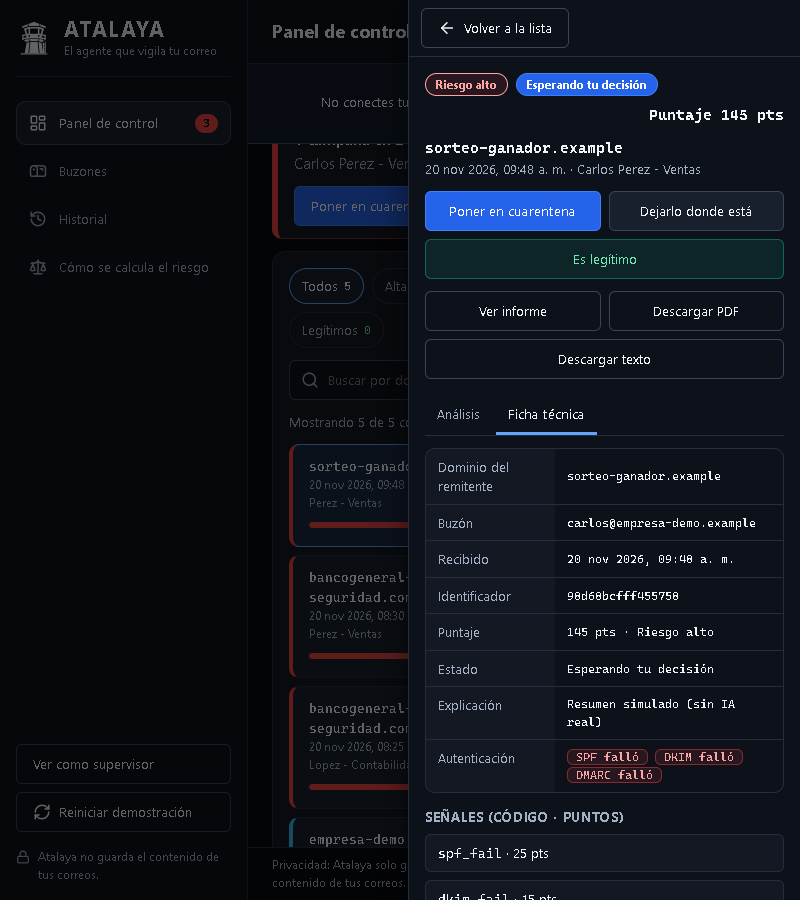 ATALAYA
El agente que vigila tu correo
Panel de control 3
Buzones
Historial
Cómo se calcula el riesgo
Ver como supervisor
Reiniciar demostración
Atalaya no guarda el contenido de
tus correos.
Panel de control
No conectes tu
Carlos Perez - Ver
Poner en cuaren
Todos 5
Alta
Legítimos 0
Buscar por do
Mostrando 5 de 5 co
sorteo-ganado
20 nov 2026, 09:48
Perez - Ventas
bancogeneral-
seguridad.com
20 nov 2026, 08:30
Perez - Ventas
bancogeneral-
seguridad.com
20 nov 2026, 08:25
Lopez - Contabilida
empresa-demo
Privacidad: Atalaya solo g
contenido de tus correos.
Volver a la lista
Riesgo alto
Esperando tu decisión
Puntaje 145 pts
sorteo-ganador.example
20 nov 2026, 09:48 a. m. · Carlos Perez - Ventas
Poner en cuarentena
Dejarlo donde está
Es legítimo
Ver informe
Descargar PDF
Descargar texto
Análisis
Ficha técnica
Dominio del
remitente
sorteo-ganador.example
Buzón
carlos@empresa-demo.example
Recibido
20 nov 2026, 09:48 a. m.
Identificador
90d60bcfff455750
Puntaje
145 pts · Riesgo alto
Estado
Esperando tu decisión
Explicación
Resumen simulado (sin IA
real)
Autenticación
SPF falló
DKIM falló
DMARC falló
SEÑALES (CÓDIGO · PUNTOS)
spf_fail · 25 pts
dkim_fail · 15 pts